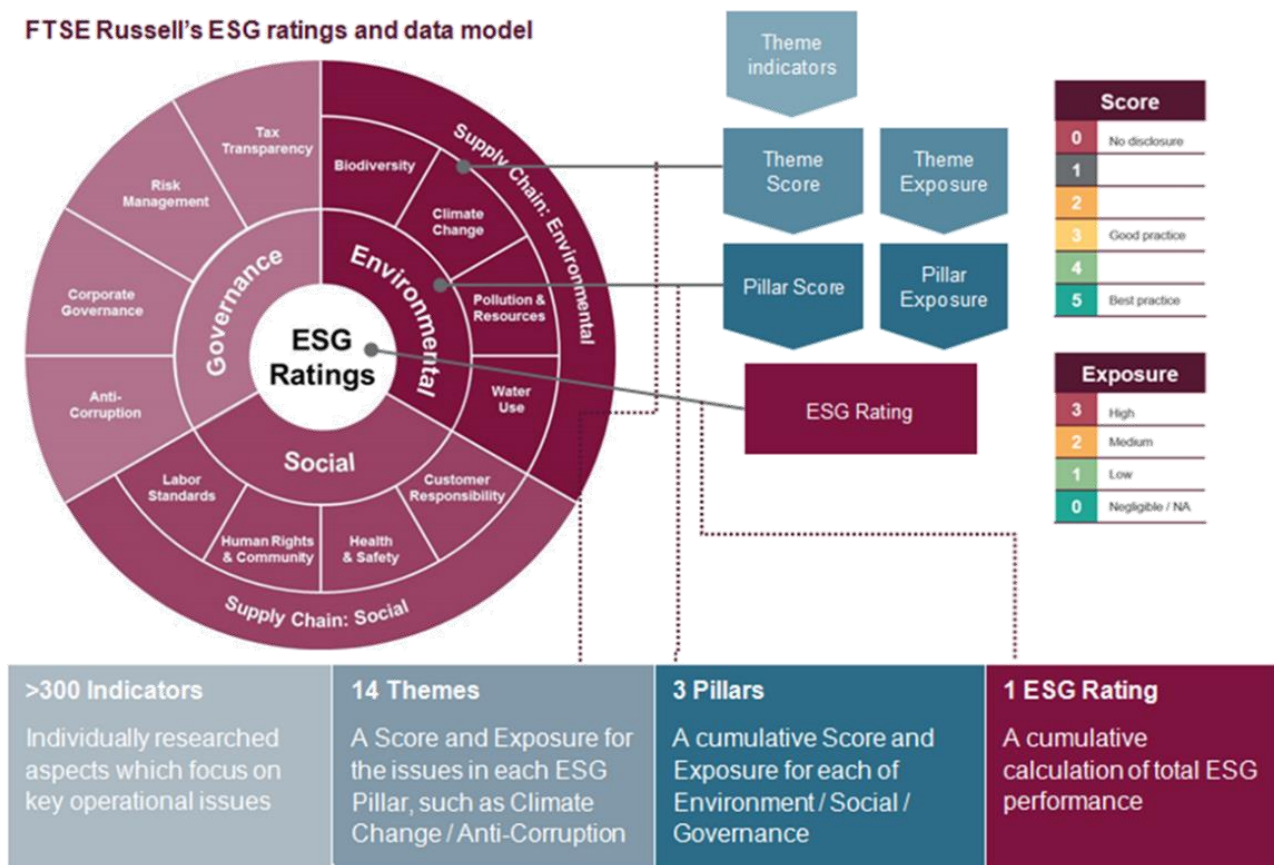 FTSE Russell's ESG ratings and data model
Tax
Transparency
Risk
Management
Corporate
Governance
Anti-
Corruption
Governance
Biodiversity
Climate
Change
Pollution &
Resources
Water
Use
Environmental
Supply Chain: Environmental
ESG
Ratings
Social
Labor
Standards
Human Rights
& Community
Health
& Safety
Customer
Responsibility
Supply Chain: Social
Theme
indicators
Theme
Score
Theme
Exposure
Pillar Score
Pillar
Exposure
ESG Rating
Score
0 No disclosure
1
2
3 Good practice
4
5 Best practice
Exposure
3 High
2 Medium
1 Low
0 Negligible / NA
>300 Indicators
Individually researched
aspects which focus on
key operational issues
14 Themes
A Score and Exposure for
the issues in each ESG
Pillar, such as Climate
Change / Anti-Corruption
3 Pillars
A cumulative Score and
Exposure for each of
Environment / Social /
Governance
1 ESG Rating
A cumulative
calculation of total ESG
performance